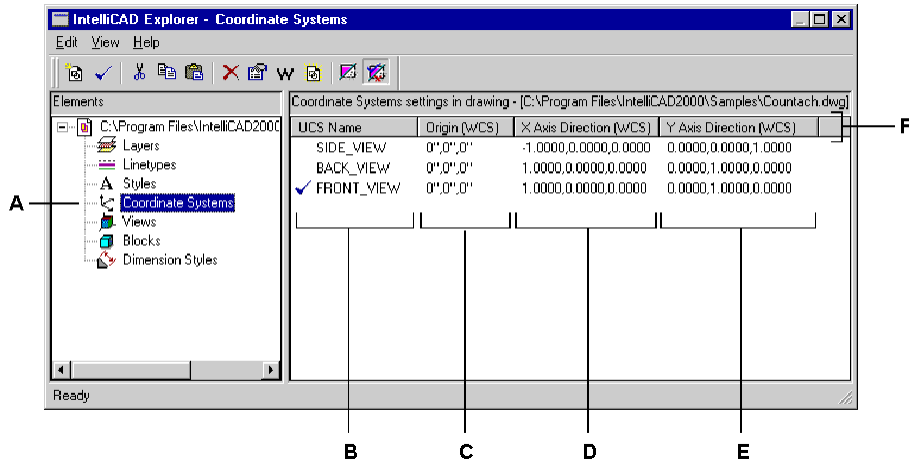 IntelliCAD Explorer - Coordinate Systems
Edit View Help
W
Elements
Coordinate Systems settings in drawing - [C:\Program Files\IntelliCAD2000\Samples\Countach.dwg]
C:\Program Files\IntelliCAD200(
Layers
Linetypes
A Styles
Coordinate Systems
Views
Blocks
Dimension Styles
UCS Name Origin (WCS) X Axis Direction (WCS) Y Axis Direction (WCS)
SIDE_VIEW 0",0",0" -1.0000,0.0000,0.0000 0.0000,0.0000,1.0000
BACK_VIEW 0",0",0" 1.0000,0.0000,0.0000 0.0000,1.0000,0.0000
FRONT_VIEW 0",0",0" 1.0000,0.0000,0.0000 0.0000,1.0000,0.0000
F
A
Ready
B C D E